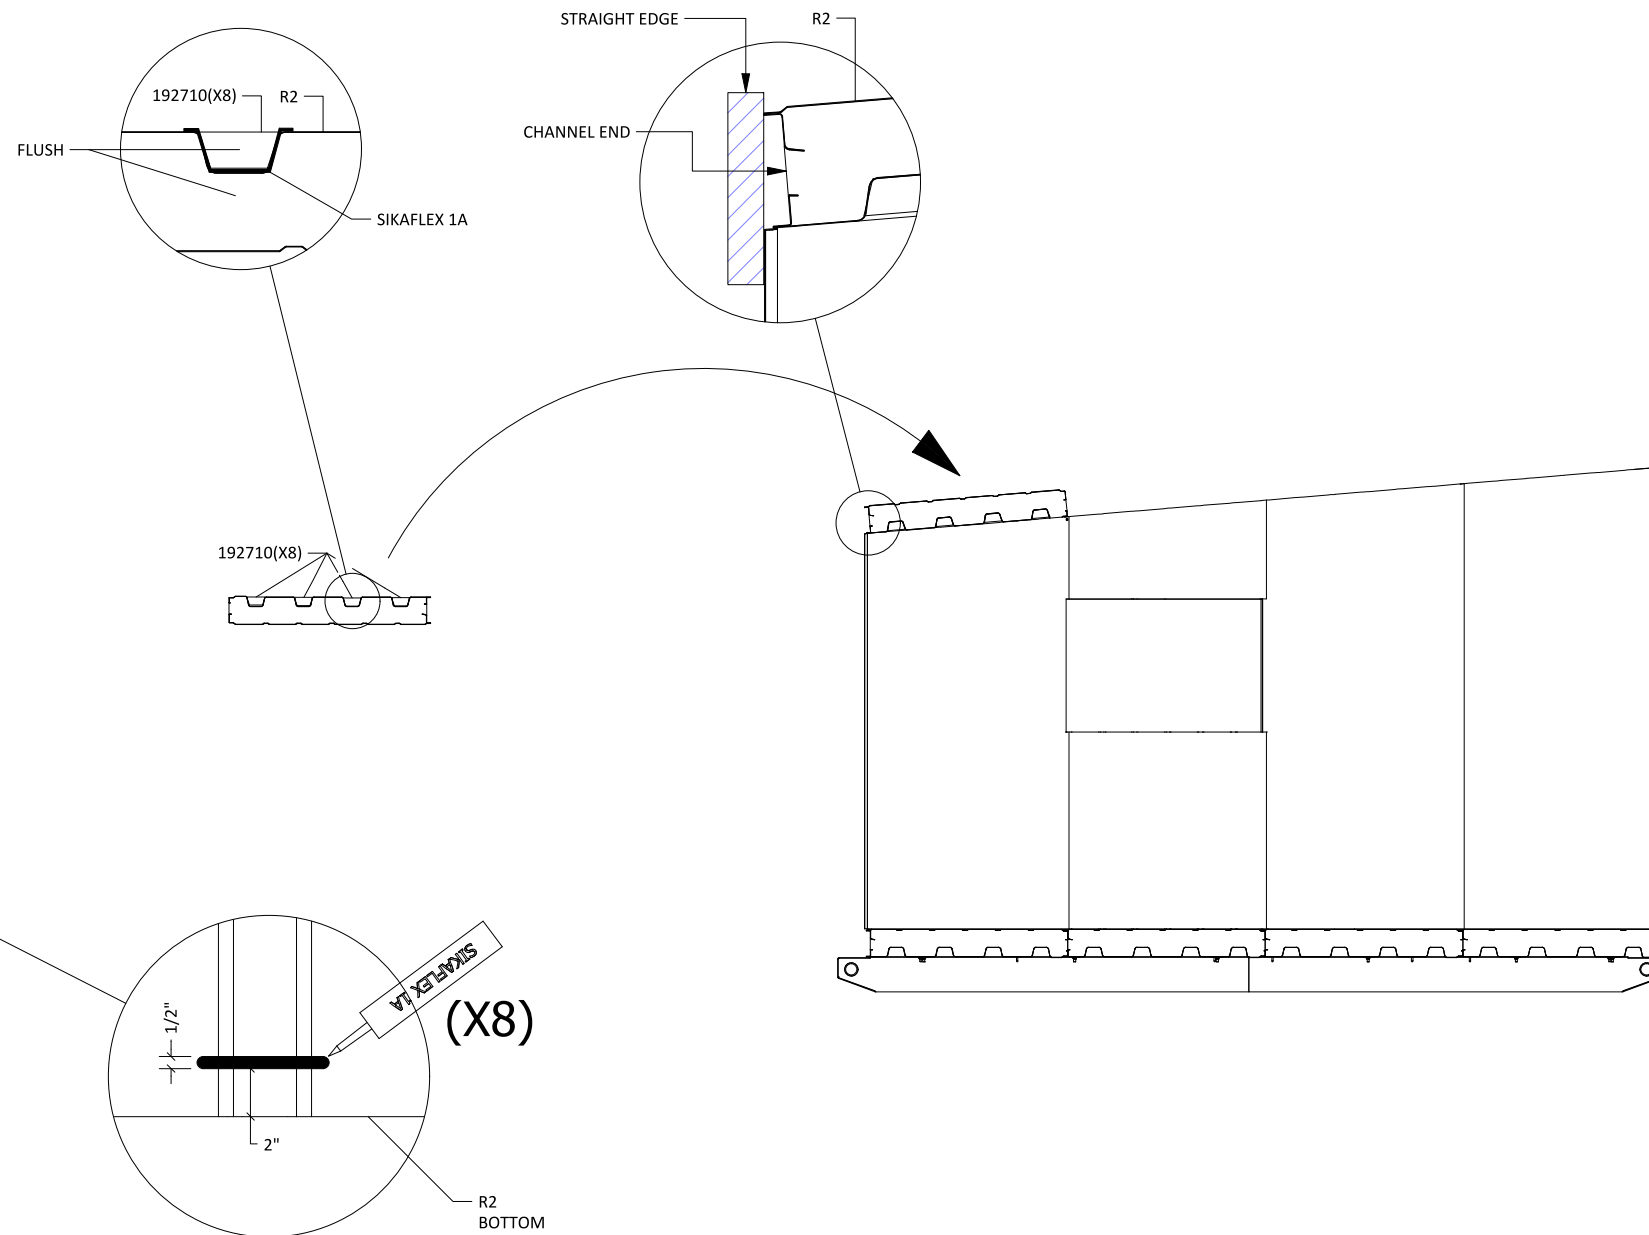 STRAIGHT EDGE
R2
192710(X8)
R2
CHANNEL END
FLUSH
SIKAFLEX 1A
192710(X8)
SIKAFLEX 1A
(X8)
1/2"
2"
R2
BOTTOM